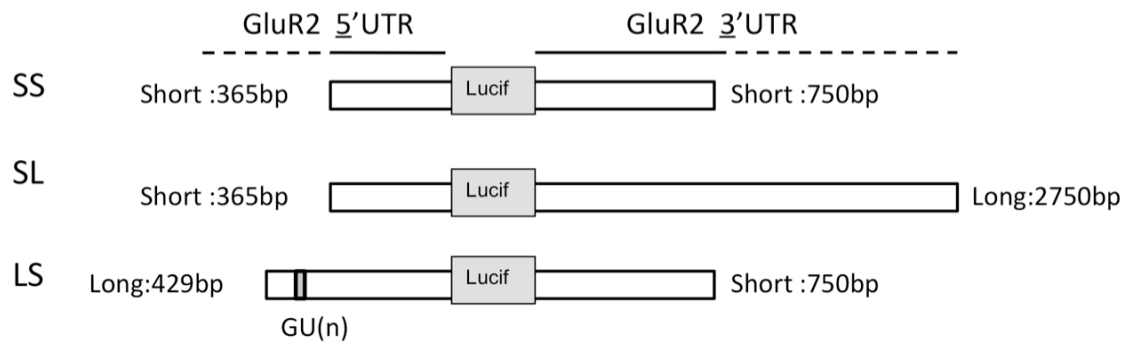 GluR2 5’UTR GluR2 3’UTR
SS Short :365bp Lucif Short :750bp
SL Short :365bp Lucif Long:2750bp
LS Long:429bp Lucif Short :750bp
GU(n)